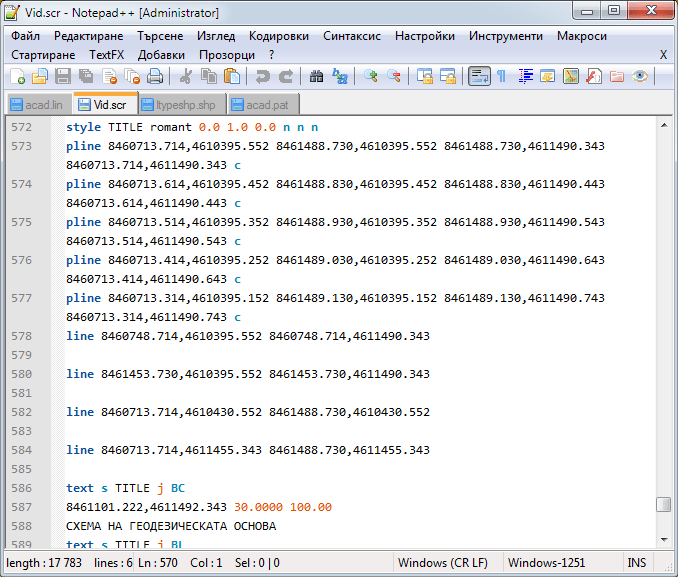 Vid.scr - Notepad++ [Administrator]
Файл Редактиране Търсене Изглед Кодировки Синтаксис Настройки Инструменти Макроси
Стартиране TextFX Добавки Прозорци ? X
acad.lin Vid.scr ltypeshp.shp acad.pat
572 style TITLE romant 0.0 1.0 0.0 n n n
573 pline 8460713.714,4610395.552 8461488.730,4610395.552 8461488.730,4611490.343
8460713.714,4611490.343 c
574 pline 8460713.614,4610395.452 8461488.830,4610395.452 8461488.830,4611490.443
8460713.614,4611490.443 c
575 pline 8460713.514,4610395.352 8461488.930,4610395.352 8461488.930,4611490.543
8460713.514,4611490.543 c
576 pline 8460713.414,4610395.252 8461489.030,4610395.252 8461489.030,4611490.643
8460713.414,4611490.643 c
577 pline 8460713.314,4610395.152 8461489.130,4610395.152 8461489.130,4611490.743
8460713.314,4611490.743 c
578 line 8460748.714,4610395.552 8460748.714,4611490.343
579
580 line 8461453.730,4610395.552 8461453.730,4611490.343
581
582 line 8460713.714,4610430.552 8461488.730,4610430.552
583
584 line 8460713.714,4611455.343 8461488.730,4611455.343
585
586 text s TITLE j BC
587 8461101.222,4611492.343 30.0000 100.00
588 СХЕМА НА ГЕОДЕЗИЧЕСКАТА ОСНОВА
589 text s TITLE j BL
length : 17 783 lines : 6 Ln : 570 Col : 1 Sel : 0 | 0 Windows (CR LF) Windows-1251 INS